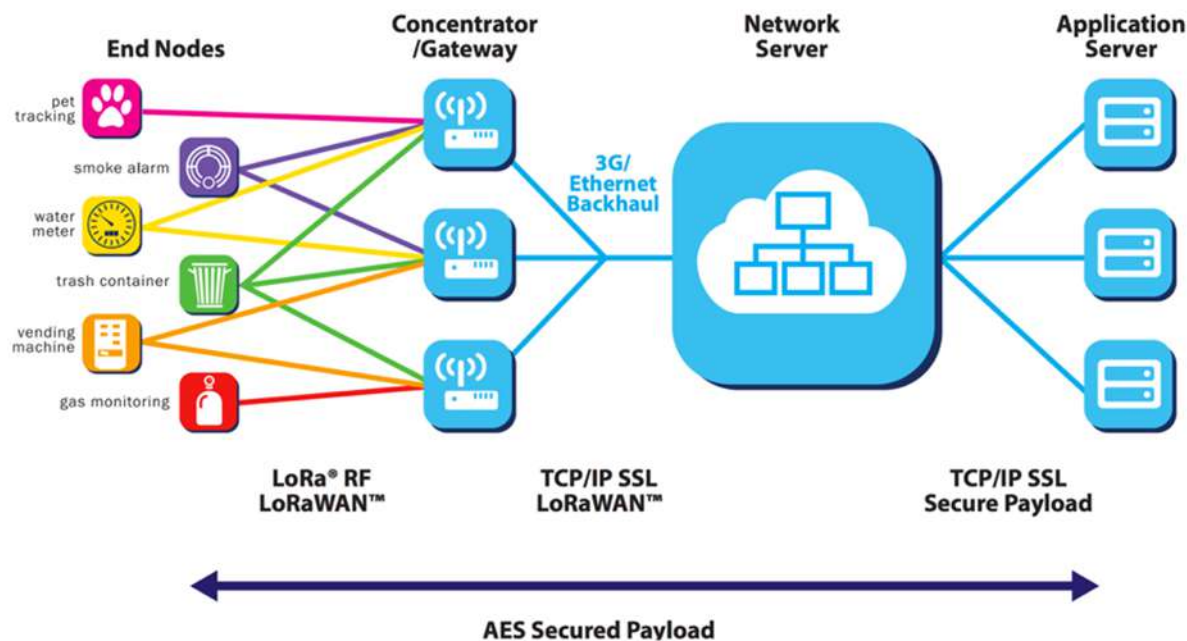 End Nodes
Concentrator
/Gateway
Network
Server
Application
Server
pet
tracking
smoke alarm
water
meter
trash container
vending
machine
gas monitoring
3G/
Ethernet
Backhaul
LoRa® RF
LoRaWAN™
TCP/IP SSL
LoRaWAN™
TCP/IP SSL
Secure Payload
AES Secured Payload